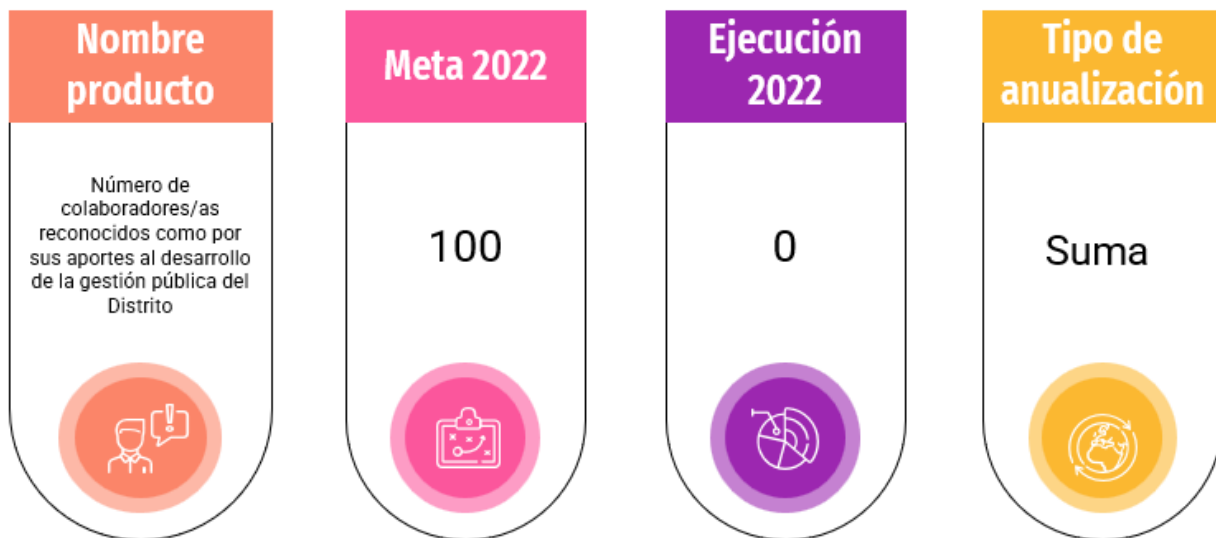 Nombre
producto
Número de
colaboradores/as
reconocidos como por
sus aportes al desarrollo
de la gestión pública del
Distrito
Meta 2022
100
Ejecución
2022
0
Tipo de
anualización
Suma